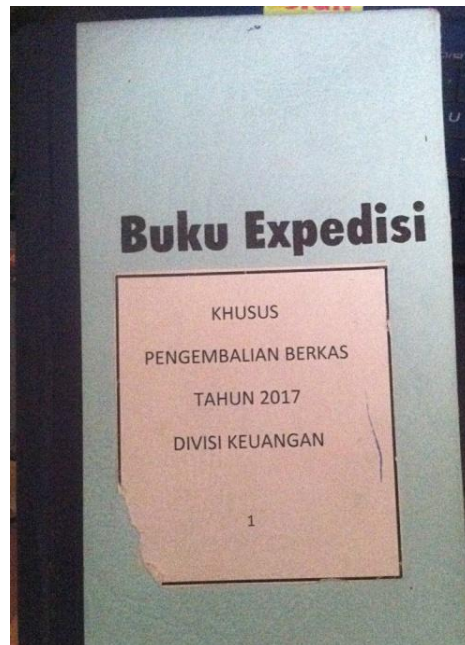 Buku Expedisi
KHUSUS
PENGEMBALIAN BERKAS
TAHUN 2017
DIVISI KEUANGAN
1
U